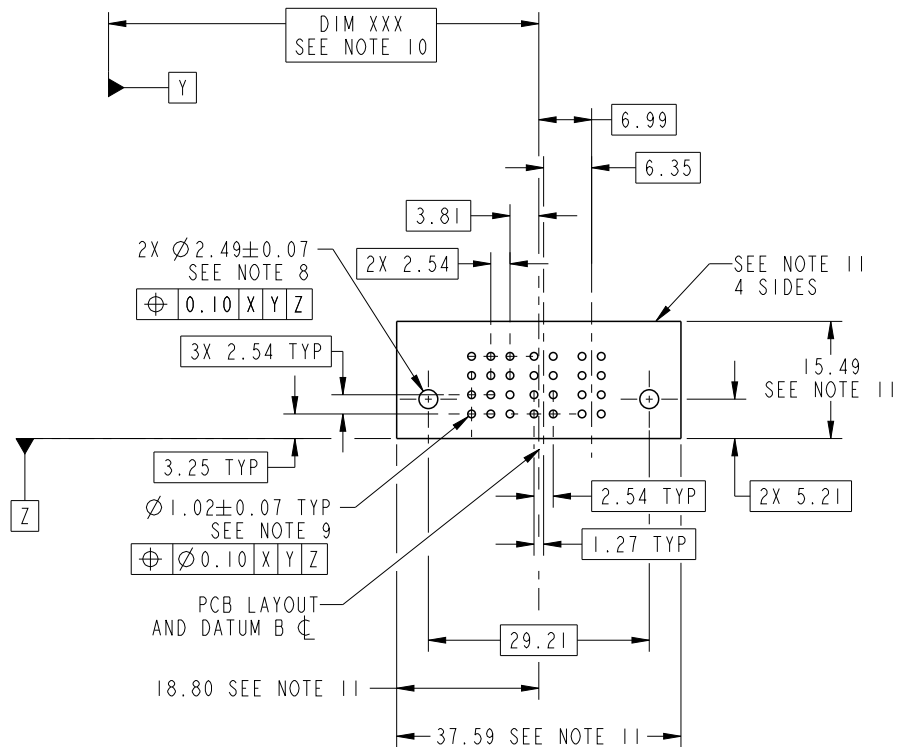 DIM XXX
SEE NOTE 10
Y
6.99
6.35
3.81
2X Ø2.49±0.07
SEE NOTE 8
⌖ 0.10 X Y Z
2X 2.54
SEE NOTE 11
4 SIDES
3X 2.54 TYP
15.49
SEE NOTE 11
3.25 TYP
Z
Ø1.02±0.07 TYP
SEE NOTE 9
⌖ Ø0.10 X Y Z
2.54 TYP
2X 5.21
1.27 TYP
PCB LAYOUT
AND DATUM B ℄
29.21
18.80 SEE NOTE 11
37.59 SEE NOTE 11